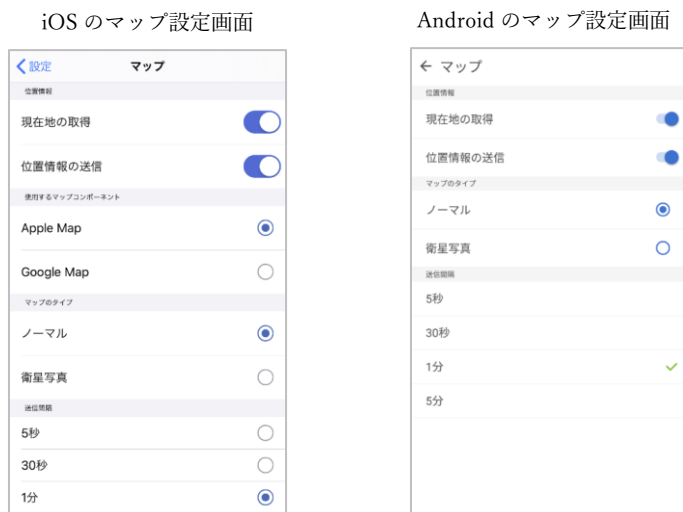 iOS のマップ設定画面
設定
マップ
位置情報
現在地の取得
位置情報の送信
使用するマップコンポーネント
Apple Map
Google Map
マップのタイプ
ノーマル
衛星写真
送信間隔
5秒
30秒
1分
Android のマップ設定画面
マップ
位置情報
現在地の取得
位置情報の送信
マップのタイプ
ノーマル
衛星写真
送信間隔
5秒
30秒
1分
5分